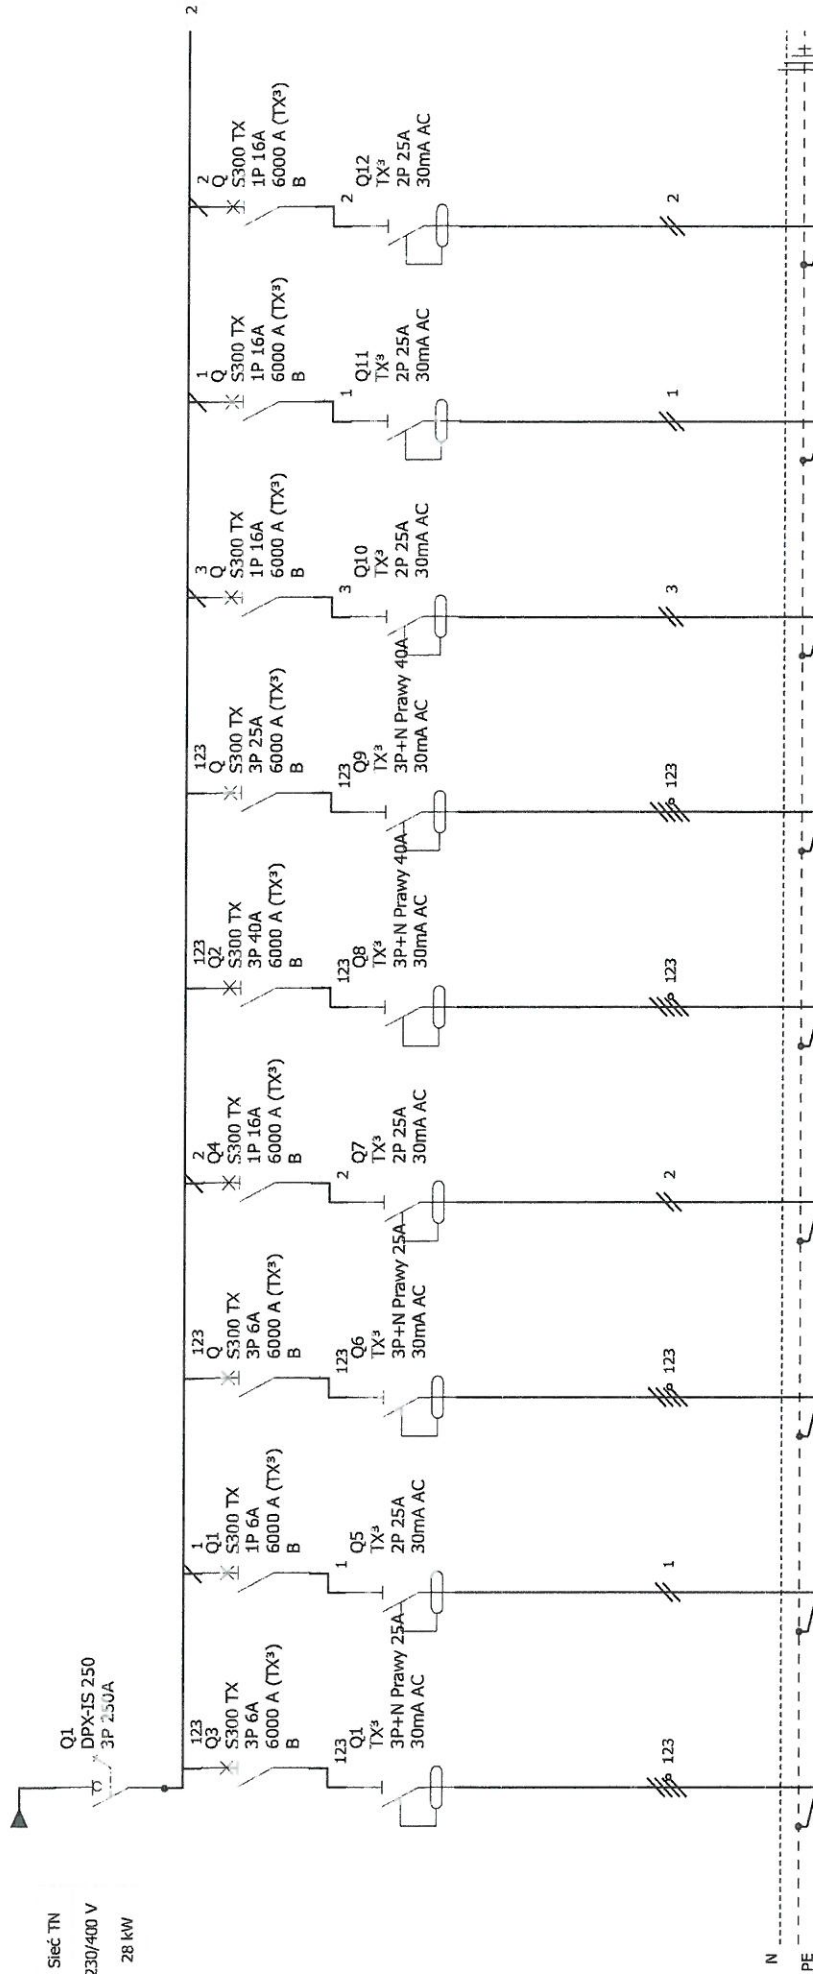 Sieć TN
230/400 V
28 kW
Q1
DPX-IS 250
3P 250A
123
Q3
S300 TX
3P 6A
6000 A (TX³)
B
123
Q1
TX³
3P+N Prawy 25A
30mA AC
123
1
Q1
S300 TX
1P 6A
6000 A (TX³)
B
1
Q5
TX³
2P 25A
30mA AC
1
123
Q
S300 TX
3P 6A
6000 A (TX³)
B
123
Q6
TX³
3P+N Prawy 25A
30mA AC
123
2
Q4
S300 TX
1P 16A
6000 A (TX³)
B
2
Q7
TX³
2P 25A
30mA AC
2
123
Q2
S300 TX
3P 40A
6000 A (TX³)
B
123
Q8
TX³
3P+N Prawy 40A
30mA AC
123
123
Q
S300 TX
3P 25A
6000 A (TX³)
B
123
Q9
TX³
3P+N Prawy 40A
30mA AC
123
3
Q
S300 TX
1P 16A
6000 A (TX³)
B
3
Q10
TX³
2P 25A
30mA AC
3
1
Q
S300 TX
1P 16A
6000 A (TX³)
B
1
Q11
TX³
2P 25A
30mA AC
1
2
Q
S300 TX
1P 16A
6000 A (TX³)
B
2
Q12
TX³
2P 25A
30mA AC
2
2
N
PE